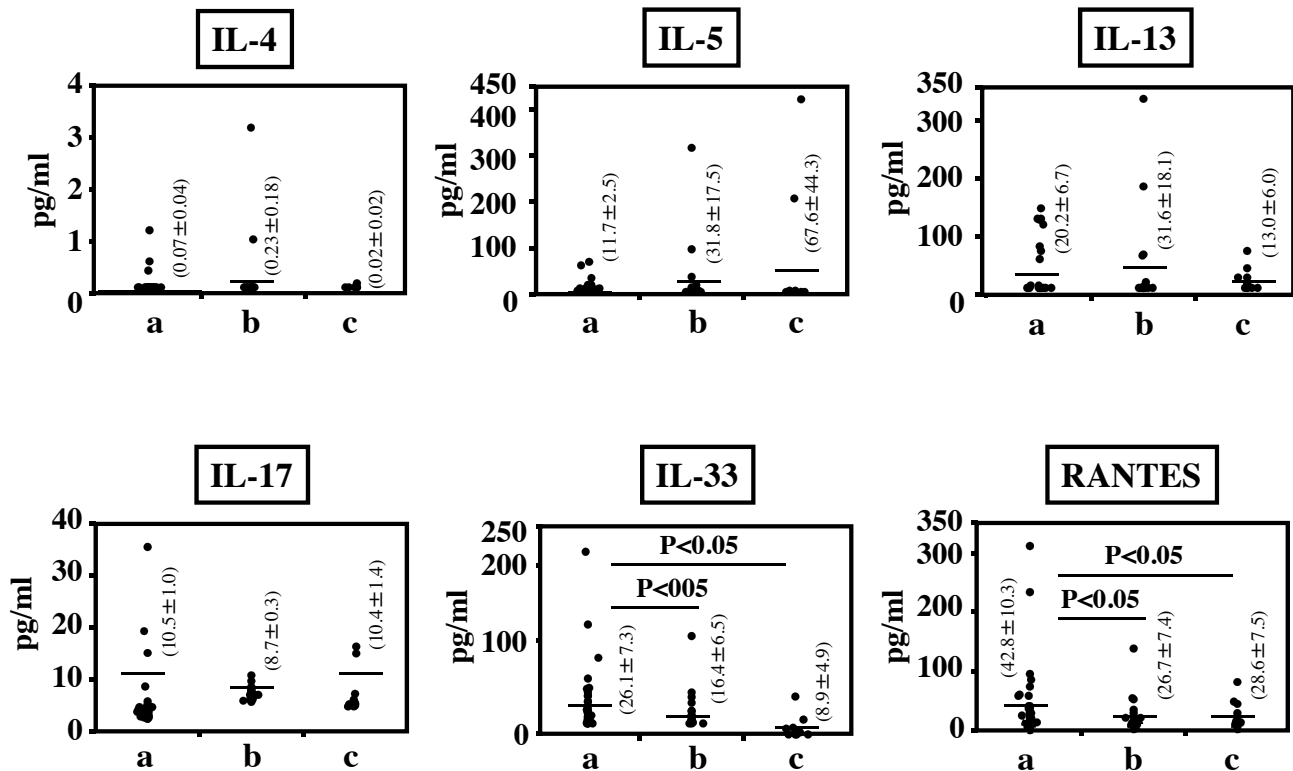 IL-4
IL-5
IL-13
pg/ml
4
3
2
1
0
(0.07±0.04)
(0.23±0.18)
(0.02±0.02)
a
b
c
pg/ml
450
400
300
200
100
0
(11.7±2.5)
(31.8±17.5)
(67.6±44.3)
a
b
c
pg/ml
350
300
200
100
0
(20.2±6.7)
(31.6±18.1)
(13.0±6.0)
a
b
c
IL-17
IL-33
RANTES
pg/ml
40
30
20
10
0
(10.5±1.0)
(8.7±0.3)
(10.4±1.4)
a
b
c
pg/ml
250
200
100
0
P<0.05
P<005
(26.1±7.3)
(16.4±6.5)
(8.9±4.9)
a
b
c
pg/ml
350
300
200
100
0
P<0.05
P<0.05
(42.8±10.3)
(26.7±7.4)
(28.6±7.5)
a
b
c